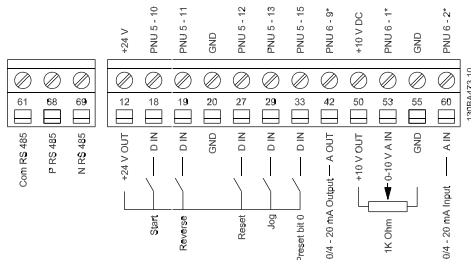 +24 V
PNU 5 - 10
PNU 5 - 11
GND
PNU 5 - 12
PNU 5 - 13
PNU 5 - 15
PNU 6 - 9*
+10 V DC
PNU 6 - 1*
GND
PNU 6 - 2*
61 68 69
12 18 19 20 27 29 33 42 50 53 55 60
Com RS 485
P RS 485
N RS 485
+24 V OUT
D IN
D IN
GND
D IN
D IN
D IN
0/4 - 20 mA Output A OUT
+10 V OUT
0-10 V A IN
GND
0/4 - 20 mA Input A IN
Start
Reverse
Reset
Jog
Preset bit 0
1K Ohm
130BA473.10